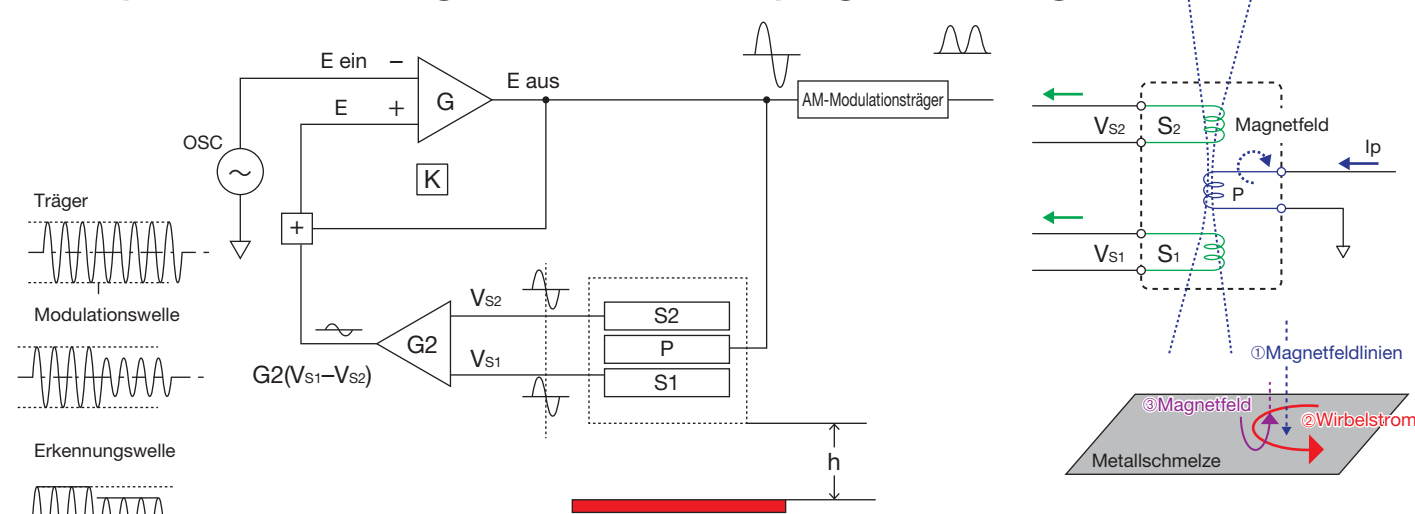 E ein
−
E
+
G
E aus
OSC
K
+
AM-Modulationsträger
Träger
Modulationswelle
Erkennungswelle
G2
G2(VS1–VS2)
VS2
VS1
S2
P
S1
h
VS2
S2
Magnetfeld
Ip
P
VS1
S1
①Magnetfeldlinien
③Magnetfeld
②Wirbelstrom
Metallschmelze